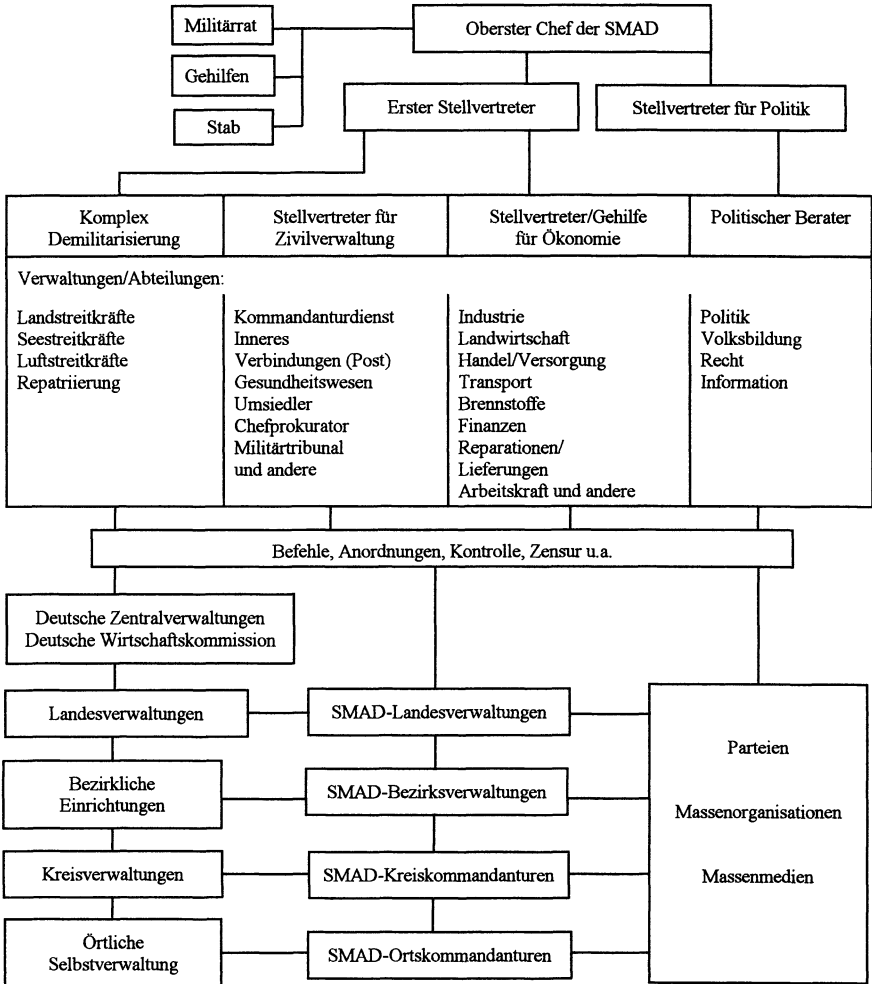 Militärrat
Oberster Chef der SMAD
Gehilfen
Stab
Erster Stellvertreter
Stellvertreter für Politik
Komplex
Demilitarisierung
Stellvertreter für
Zivilverwaltung
Stellvertreter/Gehilfe
für Ökonomie
Politischer Berater
Verwaltungen/Abteilungen:
Landstreitkräfte
Seestreitkräfte
Luftstreitkräfte
Repatriierung
Kommandanturdienst
Inneres
Verbindungen (Post)
Gesundheitswesen
Umsiedler
Chefprokurator
Militärtribunal
und andere
Industrie
Landwirtschaft
Handel/Versorgung
Transport
Brennstoffe
Finanzen
Reparationen/
Lieferungen
Arbeitskraft und andere
Politik
Volksbildung
Recht
Information
Befehle, Anordnungen, Kontrolle, Zensur u.a.
Deutsche Zentralverwaltungen
Deutsche Wirtschaftskommission
Landesverwaltungen
SMAD-Landesverwaltungen
Bezirkliche
Einrichtungen
SMAD-Bezirksverwaltungen
Kreisverwaltungen
SMAD-Kreiskommandanturen
Örtliche
Selbstverwaltung
SMAD-Ortskommandanturen
Parteien
Massenorganisationen
Massenmedien